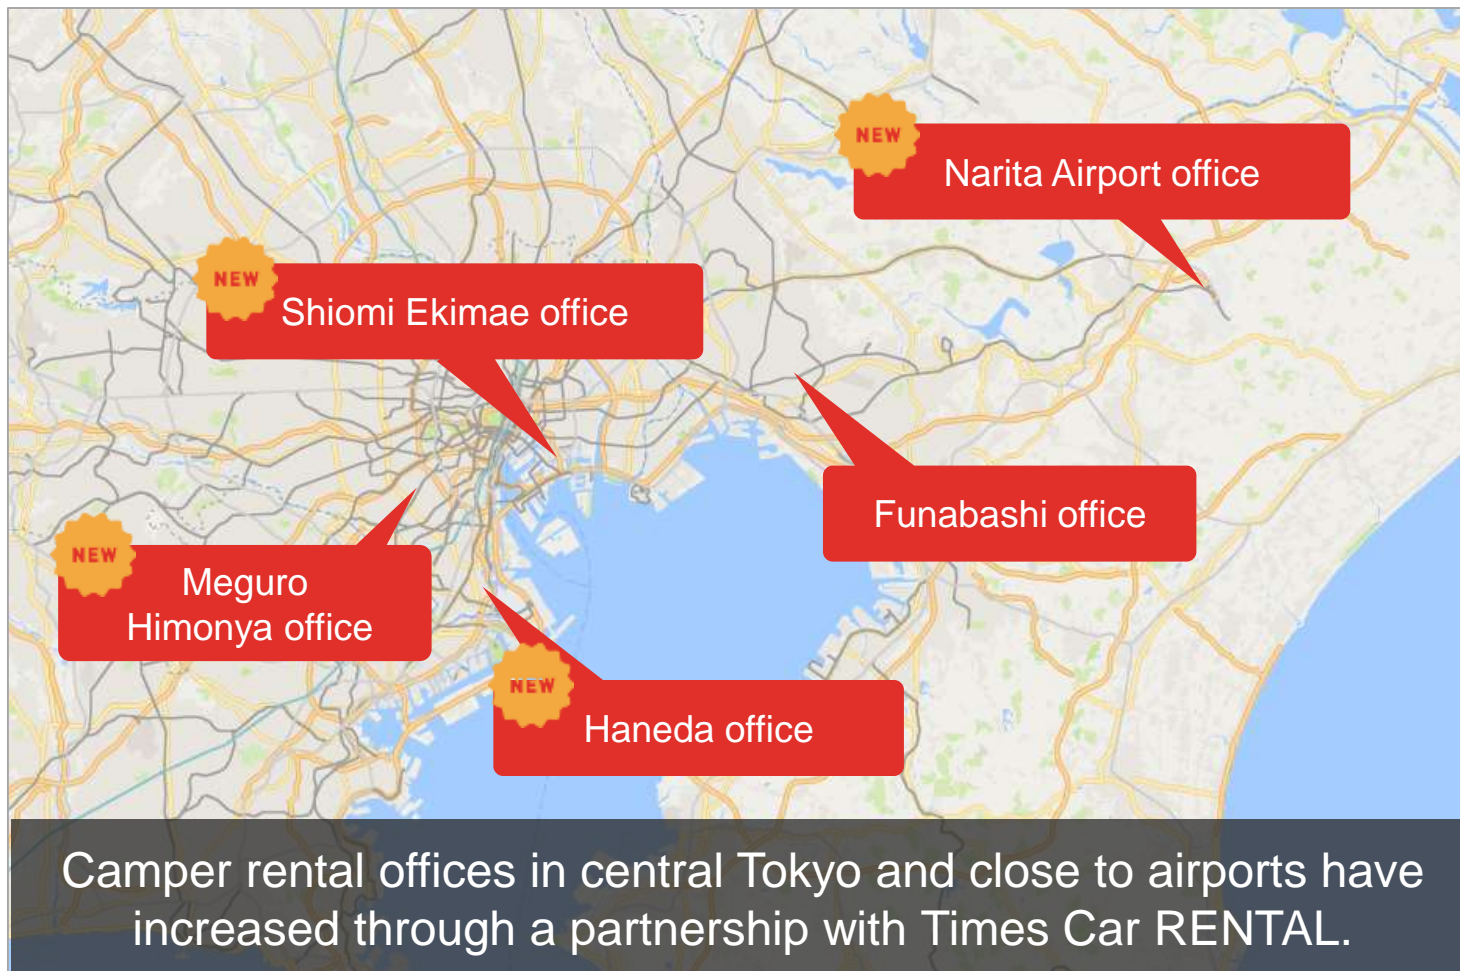 NEW
Narita Airport office
NEW
Shiomi Ekimae office
Funabashi office
NEW
Meguro
Himonya office
NEW
Haneda office
Camper rental offices in central Tokyo and close to airports have
increased through a partnership with Times Car RENTAL.